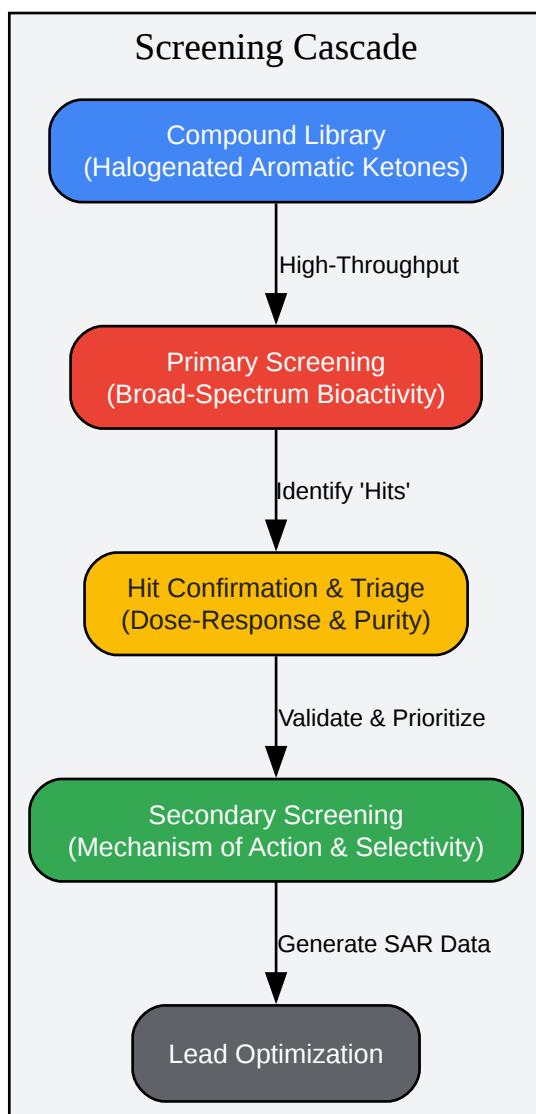 Screening Cascade
Compound Library
(Halogenated Aromatic Ketones)
High-Throughput
Primary Screening
(Broad-Spectrum Bioactivity)
Identify 'Hits'
Hit Confirmation & Triage
(Dose-Response & Purity)
Validate & Prioritize
Secondary Screening
(Mechanism of Action & Selectivity)
Generate SAR Data
Lead Optimization